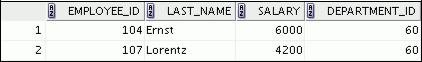 EMPLOYEE_ID LAST_NAME SALARY DEPARTMENT_ID
1 104 Ernst 6000 60
2 107 Lorentz 4200 60